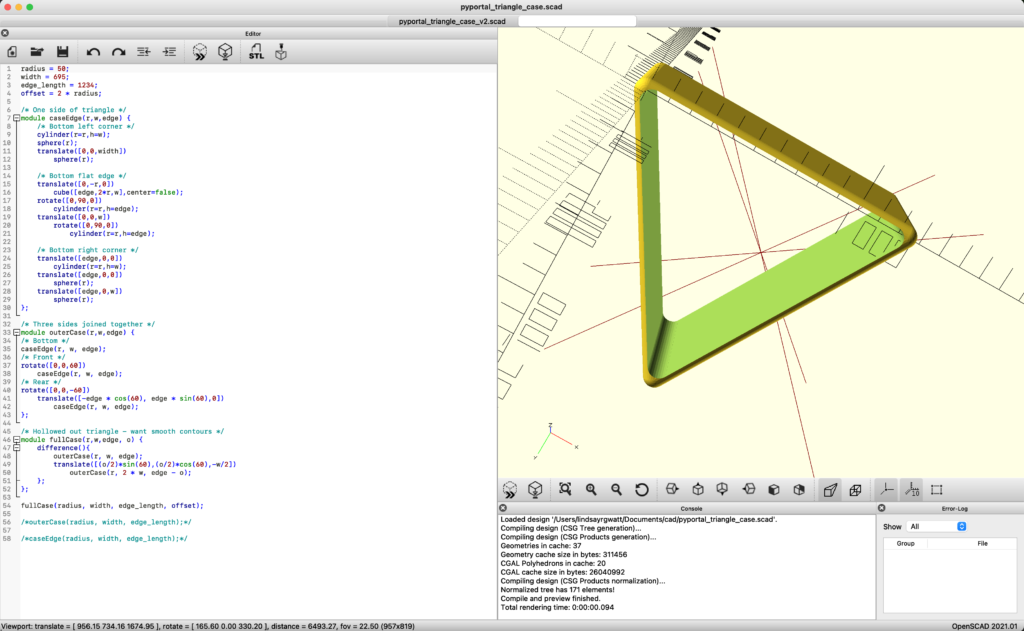 pyportal_triangle_case.scad
pyportal_triangle_case_v2.scad
Editor
STL
1 radius = 50;
2 width = 695;
3 edge_length = 1234;
4 offset = 2 * radius;
5
6 /* One side of triangle */
7 module caseEdge(r,w,edge) {
8 /* Bottom left corner */
9 cylinder(r=r,h=w);
10 sphere(r);
11 translate([0,0,width])
12 sphere(r);
13
14 /* Bottom flat edge */
15 translate([0,-r,0])
16 cube([edge,2*r,w],center=false);
17 rotate([0,90,0])
18 cylinder(r=r,h=edge);
19 translate([0,0,w])
20 rotate([0,90,0])
21 cylinder(r=r,h=edge);
22
23 /* Bottom right corner */
24 translate([edge,0,0])
25 cylinder(r=r,h=w);
26 translate([edge,0,0])
27 sphere(r);
28 translate([edge,0,w])
29 sphere(r);
30 };
31
32 /* Three sides joined together */
33 module outerCase(r,w,edge) {
34 /* Bottom */
35 caseEdge(r, w, edge);
36 /* Front */
37 rotate([0,0,60])
38 caseEdge(r, w, edge);
39 /* Rear */
40 rotate([0,0,-60])
41 translate([-edge * cos(60), edge * sin(60),0])
42 caseEdge(r, w, edge);
43 };
44
45 /* Hollowed out triangle - want smooth contours */
46 module fullCase(r,w,edge, o) {
47 difference(){
48 outerCase(r, w, edge);
49 translate([(o/2)*sin(60),(o/2)*cos(60),-w/2])
50 outerCase(r, 2 * w, edge - o);
51 };
52 };
53
54 fullCase(radius, width, edge_length, offset);
55
56 /*outerCase(radius, width, edge_length);*/
57
58 /*caseEdge(radius, width, edge_length);*/
Z
X
Y
10
Console
Loaded design '/Users/lindsayrgwatt/Documents/cad/pyportal_triangle_case.scad'.
Compiling design (CSG Tree generation)...
Compiling design (CSG Products generation)...
Geometries in cache: 37
Geometry cache size in bytes: 311456
CGAL Polyhedrons in cache: 20
CGAL cache size in bytes: 26040992
Compiling design (CSG Products normalization)...
Normalized tree has 171 elements!
Compile and preview finished.
Total rendering time: 0:00:00.094
Error-Log
Show All
Group File
Viewport: translate = [ 956.15 734.16 1674.95 ], rotate = [ 165.60 0.00 330.20 ], distance = 6493.27, fov = 22.50 (957x819)
OpenSCAD 2021.01